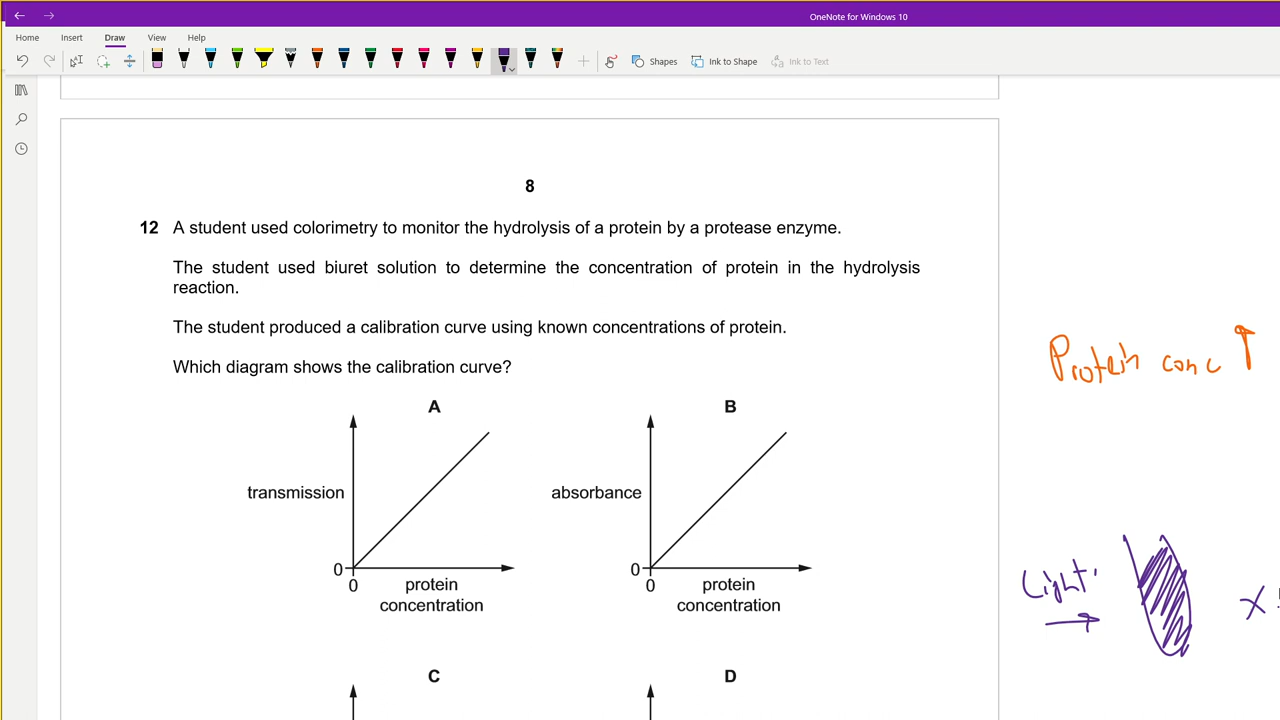 OneNote for Windows 10
Home Insert Draw View Help
Shapes Ink to Shape Ink to Text
8
12 A student used colorimetry to monitor the hydrolysis of a protein by a protease enzyme.
The student used biuret solution to determine the concentration of protein in the hydrolysis
reaction.
The student produced a calibration curve using known concentrations of protein.
Which diagram shows the calibration curve?
A
transmission
0
0
protein
concentration
B
absorbance
0
0
protein
concentration
Protein conc ↑
Light
C
D